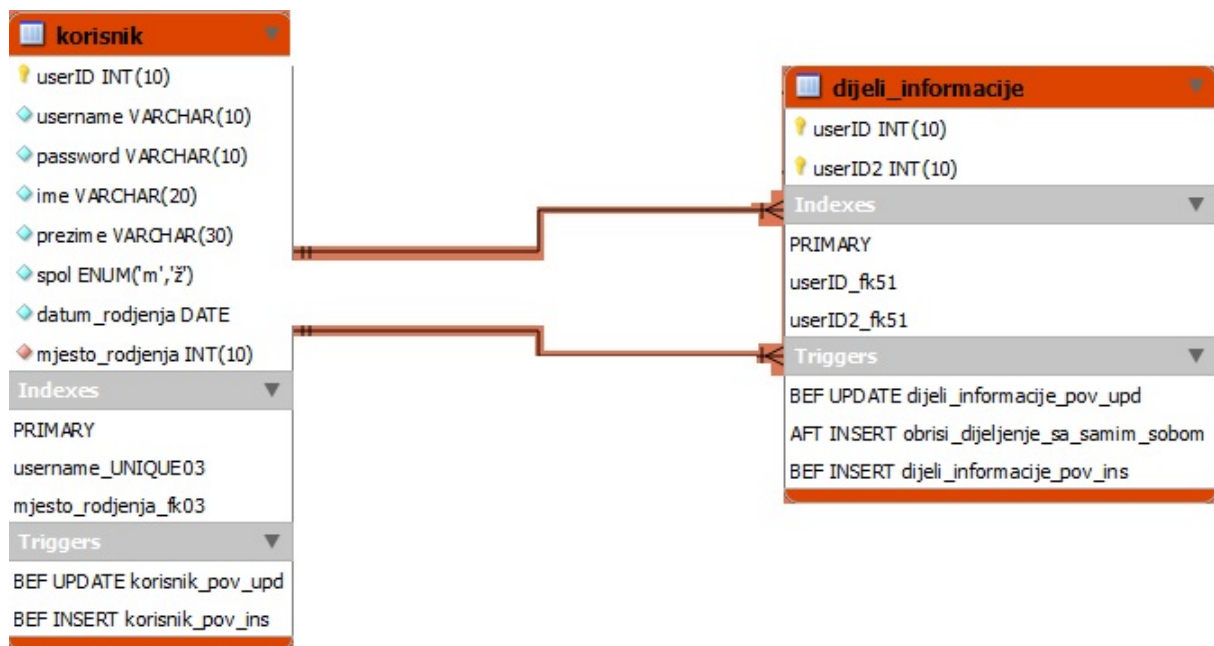 korisnik
userID INT(10)
username VARCHAR(10)
password VARCHAR(10)
ime VARCHAR(20)
prezime VARCHAR(30)
spol ENUM('m','ž')
datum_rodjenja DATE
mjesto_rodjenja INT(10)
Indexes
PRIMARY
username_UNIQUE03
mjesto_rodjenja_fk03
Triggers
BEF UPDATE korisnik_pov_upd
BEF INSERT korisnik_pov_ins
dijeli_informacije
userID INT(10)
userID2 INT(10)
Indexes
PRIMARY
userID_fk51
userID2_fk51
Triggers
BEF UPDATE dijeli_informacije_pov_upd
AFT INSERT obrisi_dijeljenje_sa_samim_sobom
BEF INSERT dijeli_informacije_pov_ins